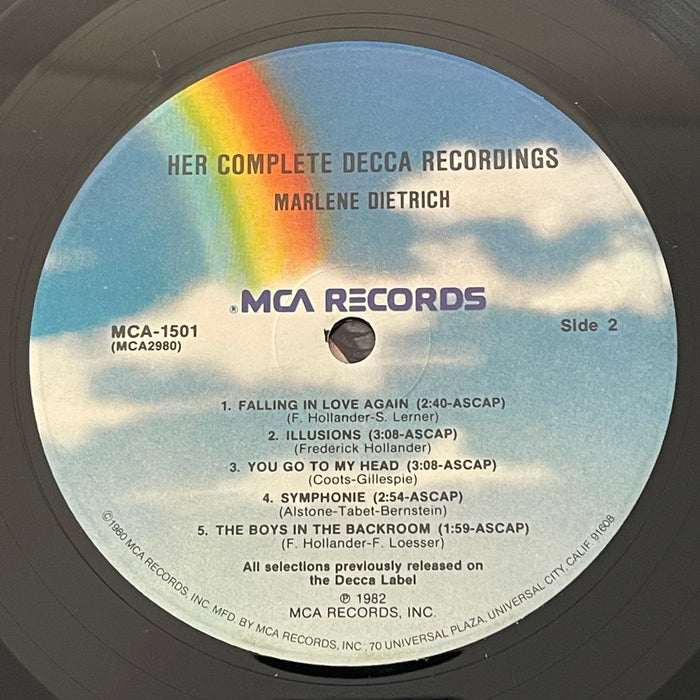 HER COMPLETE DECCA RECORDINGS
MARLENE DIETRICH
® MCA RECORDS
MCA-1501
(MCA2980)
Side 2
1. FALLING IN LOVE AGAIN (2:40-ASCAP)
(F. Hollander-S. Lerner)
2. ILLUSIONS (3:08-ASCAP)
(Frederick Hollander)
3. YOU GO TO MY HEAD (3:08-ASCAP)
(Coots-Gillespie)
4. SYMPHONIE (2:54-ASCAP)
(Alstone-Tabet-Bernstein)
5. THE BOYS IN THE BACKROOM (1:59-ASCAP)
(F. Hollander-F. Loesser)
All selections previously released on
the Decca Label
℗ 1982
MCA RECORDS, INC.
©1980 MCA RECORDS, INC. MFD. BY MCA RECORDS, INC., 70 UNIVERSAL PLAZA, UNIVERSAL CITY, CALIF. 91608